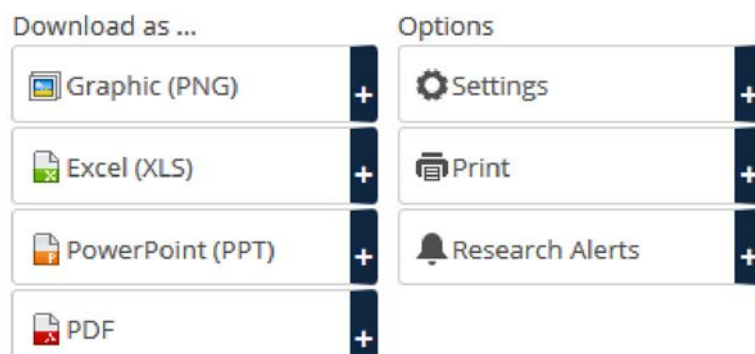 Download as ...
Graphic (PNG)
+
Excel (XLS)
+
PowerPoint (PPT)
+
PDF
+
Options
Settings
+
Print
+
Research Alerts
+